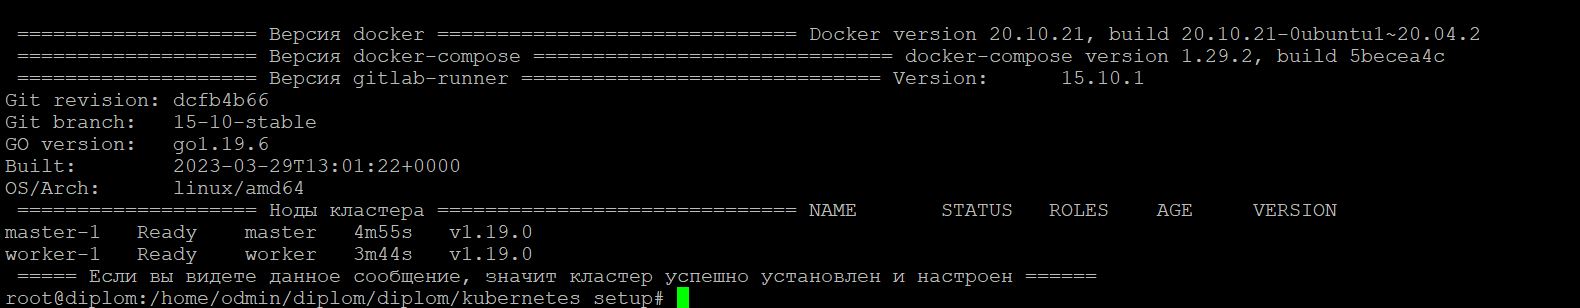 ==================== Версия docker ============================== Docker version 20.10.21, build 20.10.21-0ubuntu1~20.04.2
==================== Версия docker-compose ============================== docker-compose version 1.29.2, build 5becea4c
==================== Версия gitlab-runner ============================== Version:      15.10.1
Git revision: dcfb4b66
Git branch:   15-10-stable
GO version:   go1.19.6
Built:        2023-03-29T13:01:22+0000
OS/Arch:      linux/amd64
==================== Ноды кластера ============================== NAME       STATUS   ROLES    AGE     VERSION
master-1   Ready    master   4m55s   v1.19.0
worker-1   Ready    worker   3m44s   v1.19.0
===== Если вы видете данное сообщение, значит кластер успешно установлен и настроен ======
root@diplom:/home/odmin/diplom/diplom/kubernetes setup#